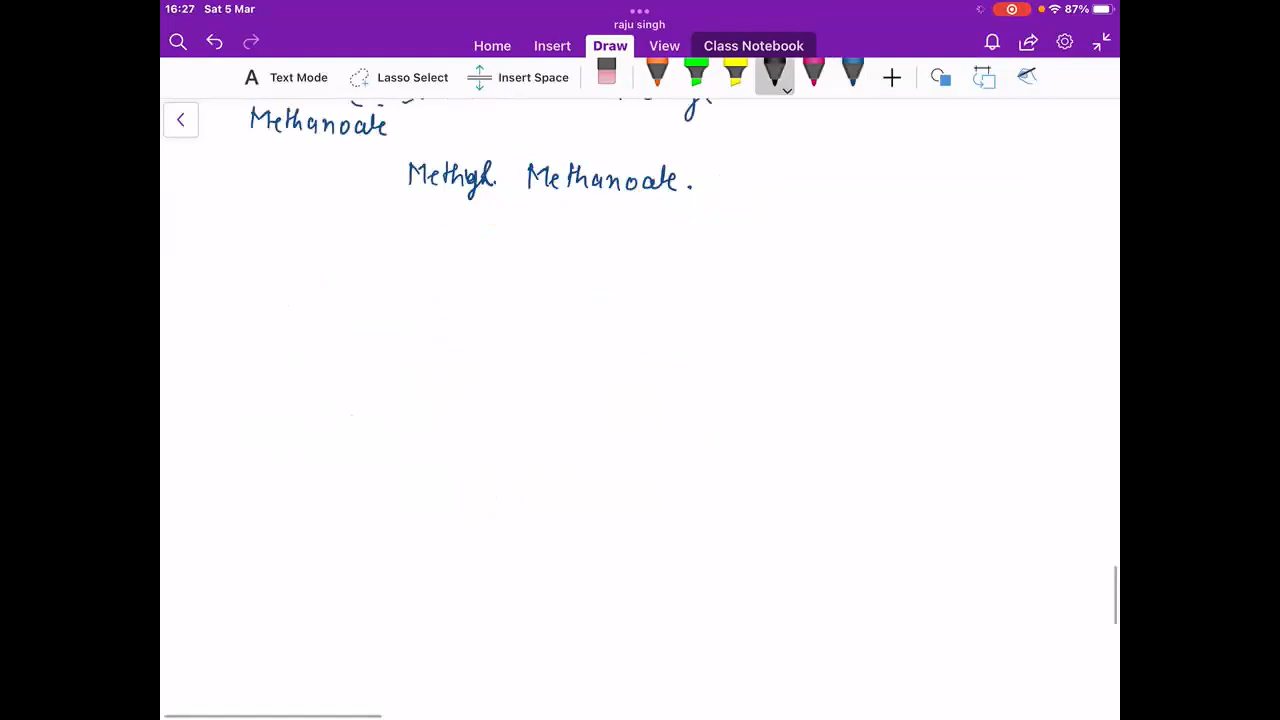 16:27 Sat 5 Mar
87%
raju singh
Home Insert Draw View Class Notebook
A Text Mode Lasso Select Insert Space
Methanoate
Methyl. Methanoate.